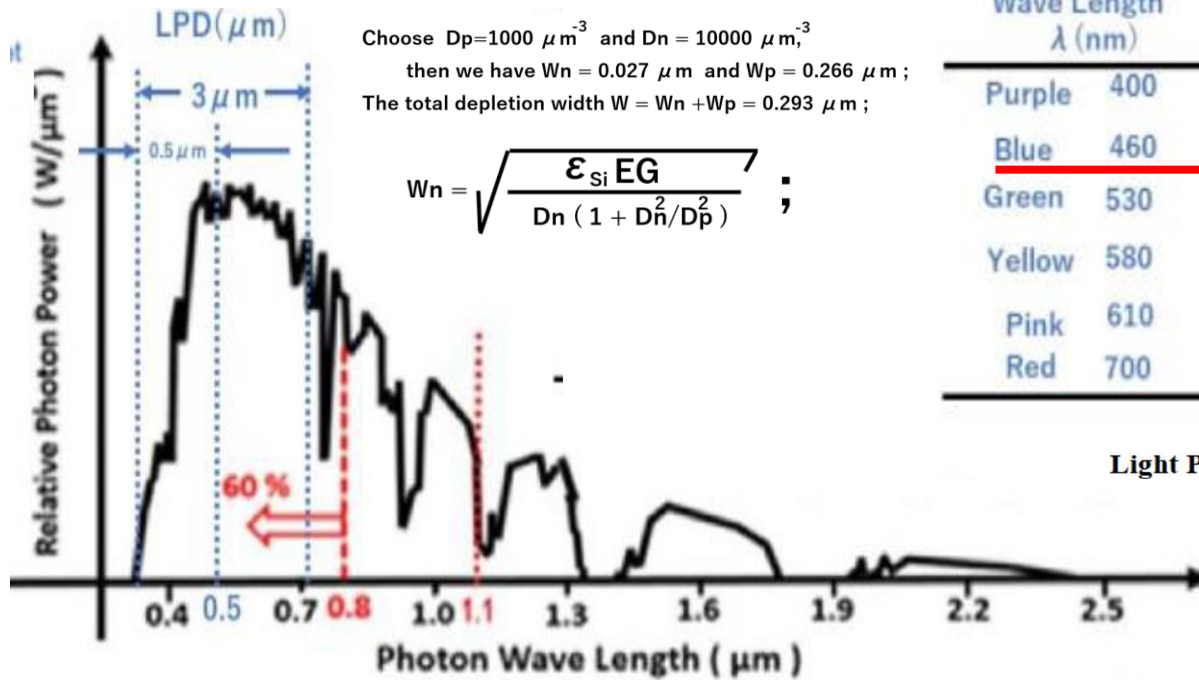 LPD(μm)
Choose Dp=1000 μm⁻³ and Dn = 10000 μm,⁻³
then we have Wn = 0.027 μm and Wp = 0.266 μm ;
The total depletion width W = Wn +Wp = 0.293 μm ;
3μm
0.5μm
Wn = √ εSi EG / Dn ( 1 + Dn²/Dp² ) ;
Wave Length
λ (nm)
Purple 400
Blue 460
Green 530
Yellow 580
Pink 610
Red 700
Light P
60 %
Relative Photon Power (W/μm)
0.4 0.5 0.7 0.8 1.0 1.1 1.3 1.6 1.9 2.2 2.5
Photon Wave Length ( μm )